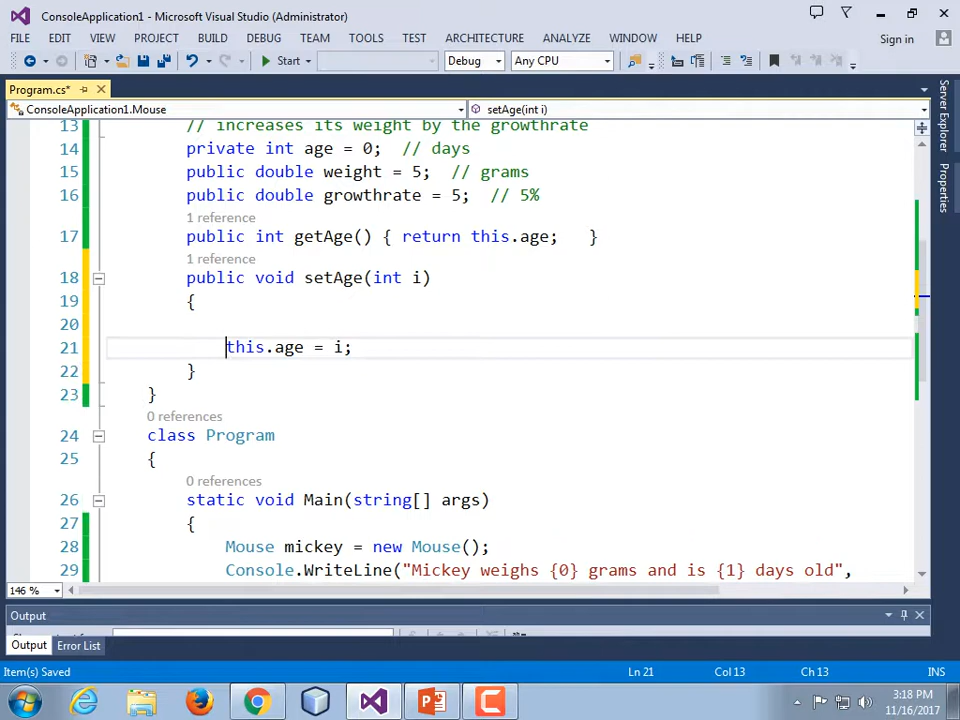 ConsoleApplication1 - Microsoft Visual Studio (Administrator)
FILE EDIT VIEW PROJECT BUILD DEBUG TEAM TOOLS TEST ARCHITECTURE ANALYZE WINDOW HELP Sign in
Start Debug Any CPU
Program.cs*
ConsoleApplication1.Mouse setAge(int i)
13 // increases its weight by the growthrate
14 private int age = 0; // days
15 public double weight = 5; // grams
16 public double growthrate = 5; // 5%
1 reference
17 public int getAge() { return this.age; }
1 reference
18 public void setAge(int i)
19 {
20
21 this.age = i;
22 }
23 }
0 references
24 class Program
25 {
0 references
26 static void Main(string[] args)
27 {
28 Mouse mickey = new Mouse();
29 Console.WriteLine("Mickey weighs {0} grams and is {1} days old",
146 %
Output
Output Error List
Item(s) Saved Ln 21 Col 13 Ch 13 INS
3:18 PM
11/16/2017
Server Explorer
Properties